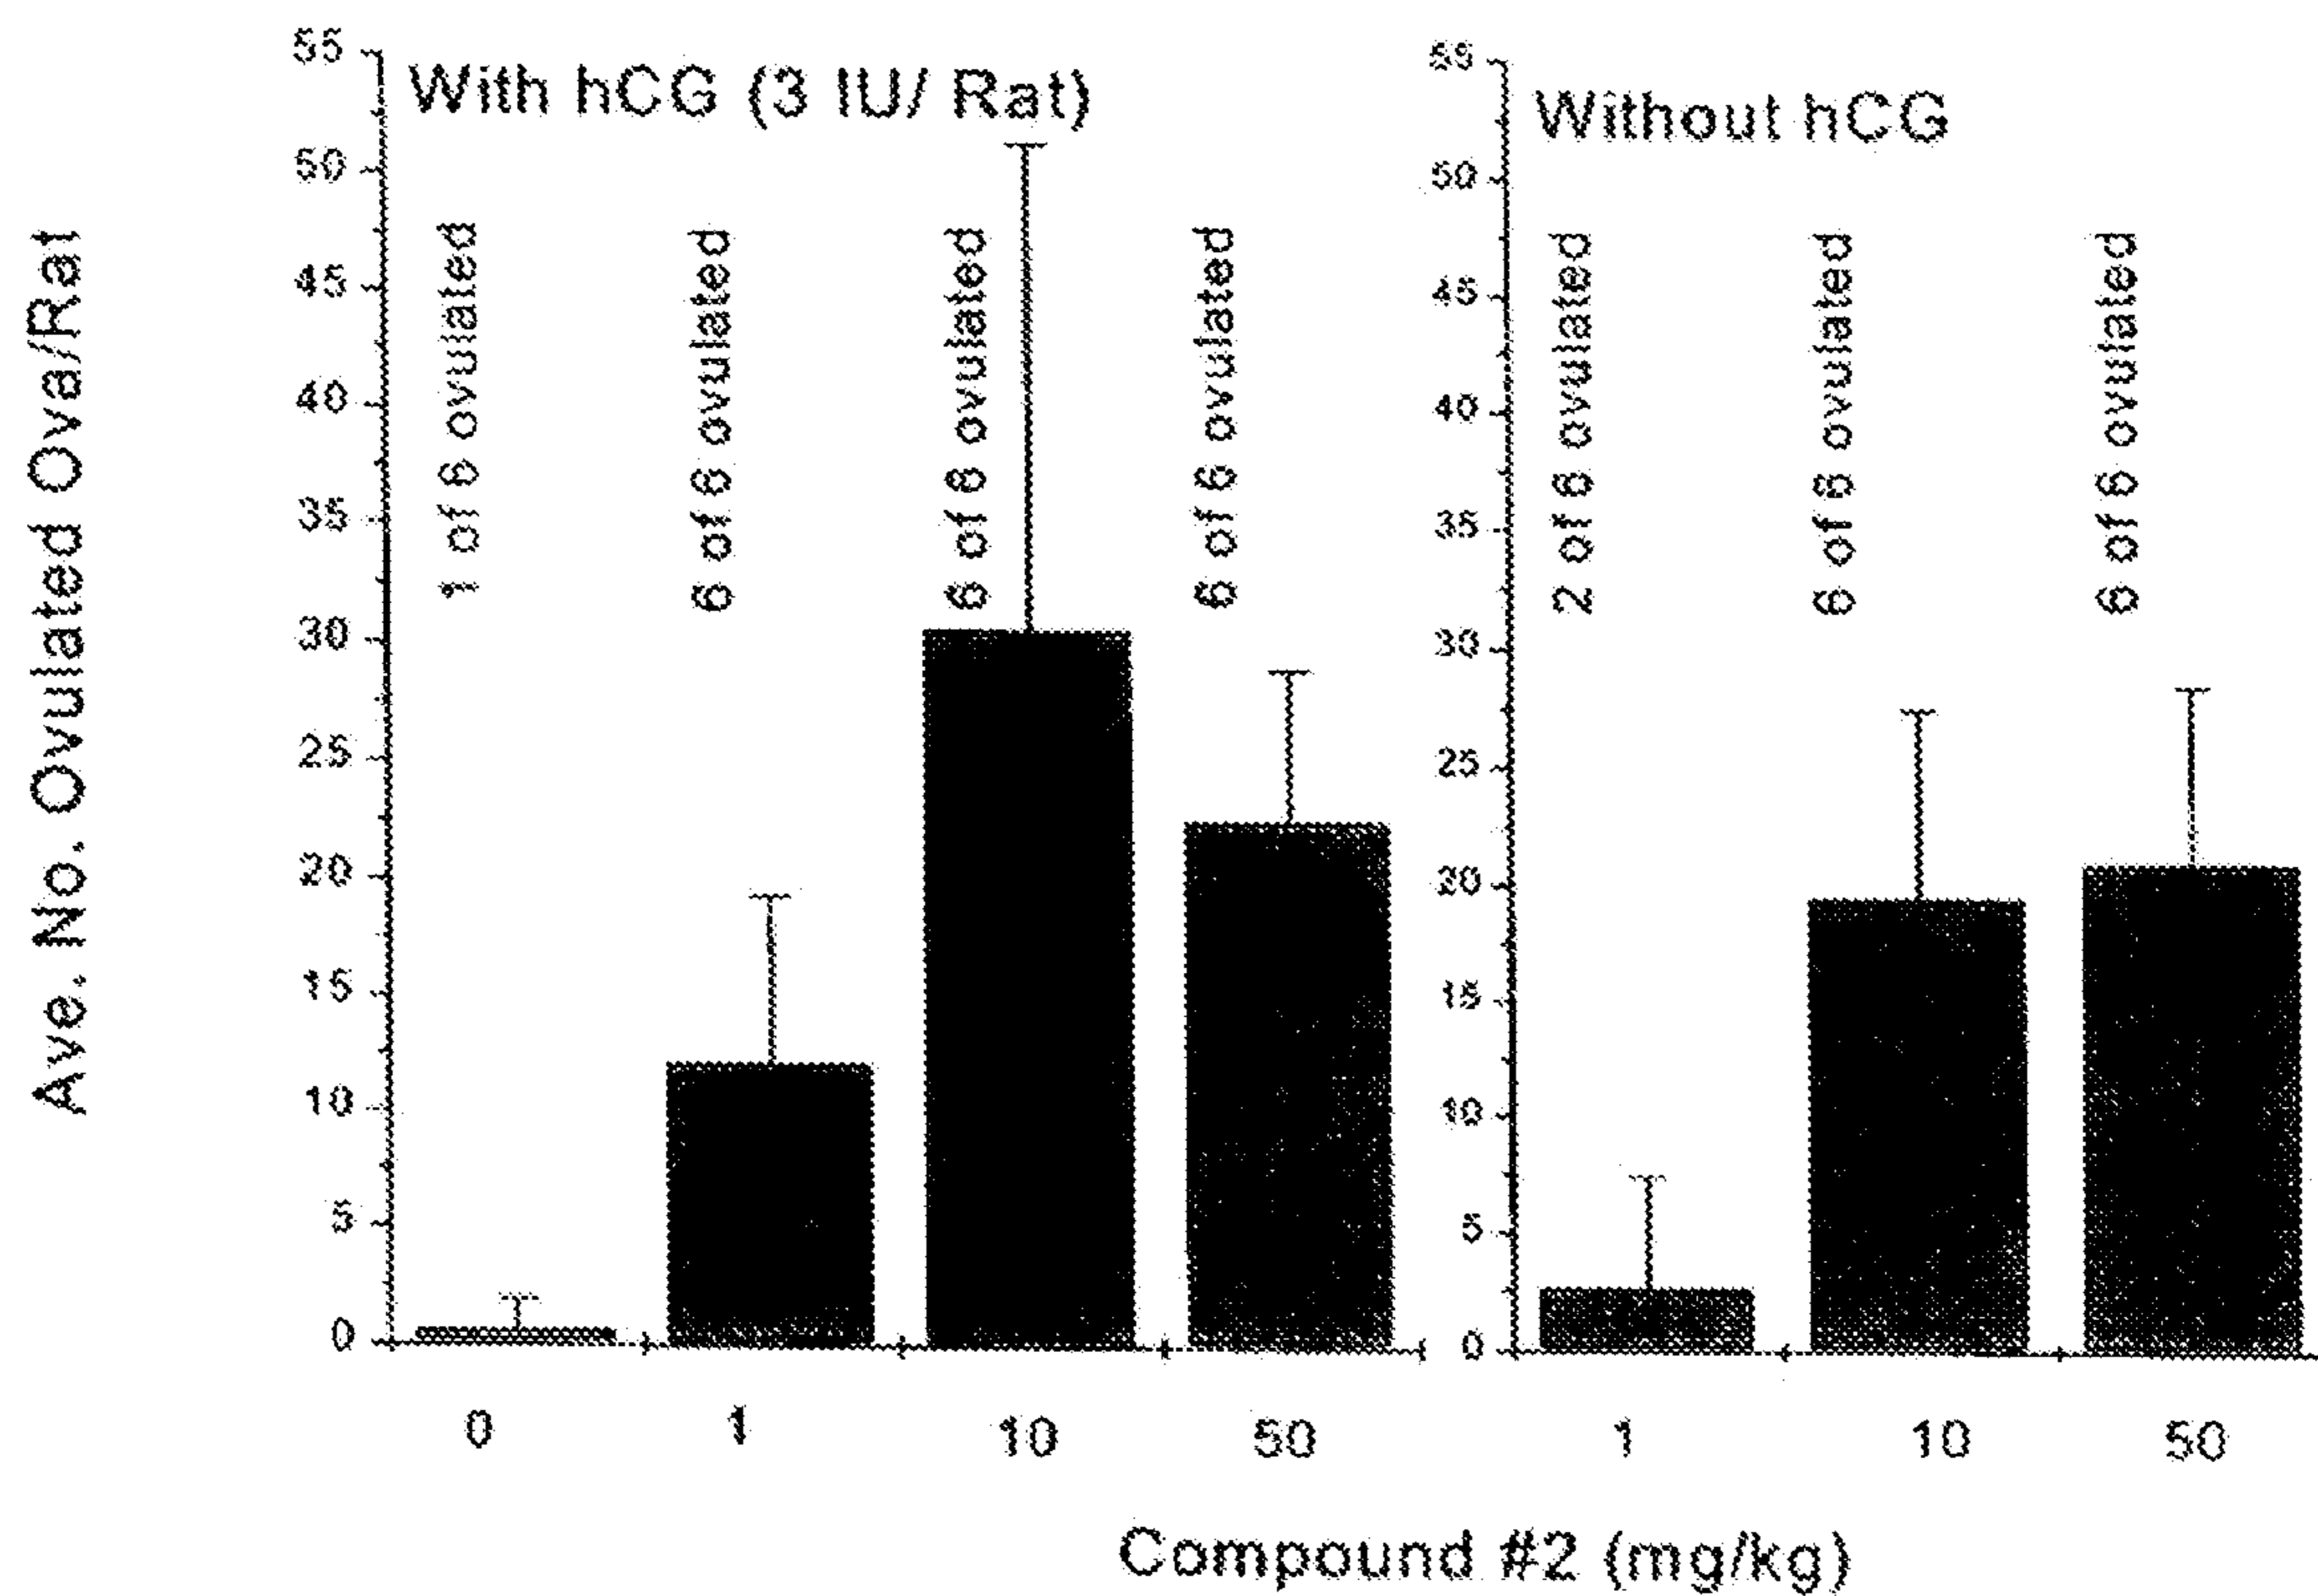 Ave. No. Ovulated Ova/Rat
With hCG (3 IU/ Rat)
55
50
45
40
35
30
25
20
15
10
5
0
1 of 6 ovulated
6 of 6 ovulated
6 of 6 ovulated
6 of 6 ovulated
0
1
10
50
Without hCG
55
50
45
40
35
30
25
20
15
10
5
0
2 of 6 ovulated
6 of 6 ovulated
6 of 6 ovulated
1
10
50
Compound #2 (mg/kg)